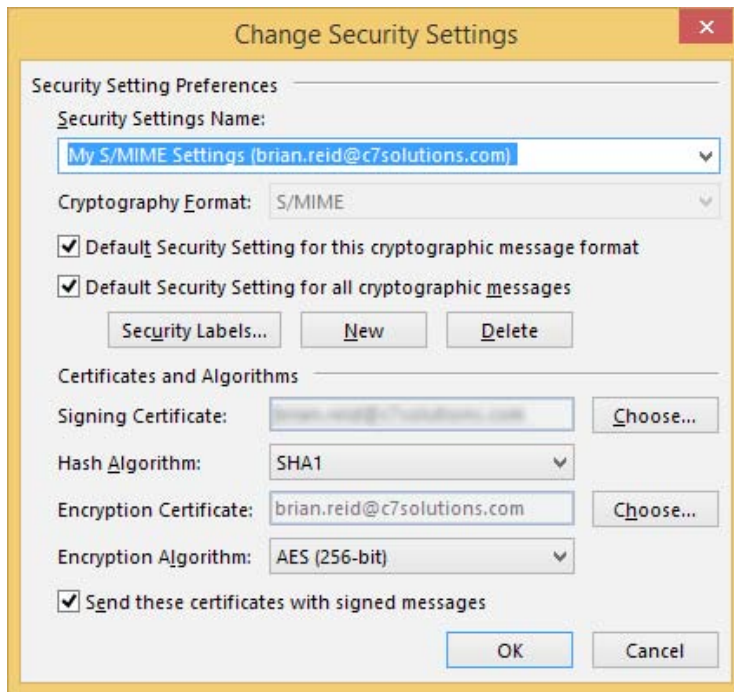 Change Security Settings
Security Setting Preferences
Security Settings Name:
My S/MIME Settings (brian.reid@c7solutions.com)
Cryptography Format: S/MIME
Default Security Setting for this cryptographic message format
Default Security Setting for all cryptographic messages
Security Labels... New Delete
Certificates and Algorithms
Signing Certificate: Choose...
Hash Algorithm: SHA1
Encryption Certificate: brian.reid@c7solutions.com Choose...
Encryption Algorithm: AES (256-bit)
Send these certificates with signed messages
OK Cancel